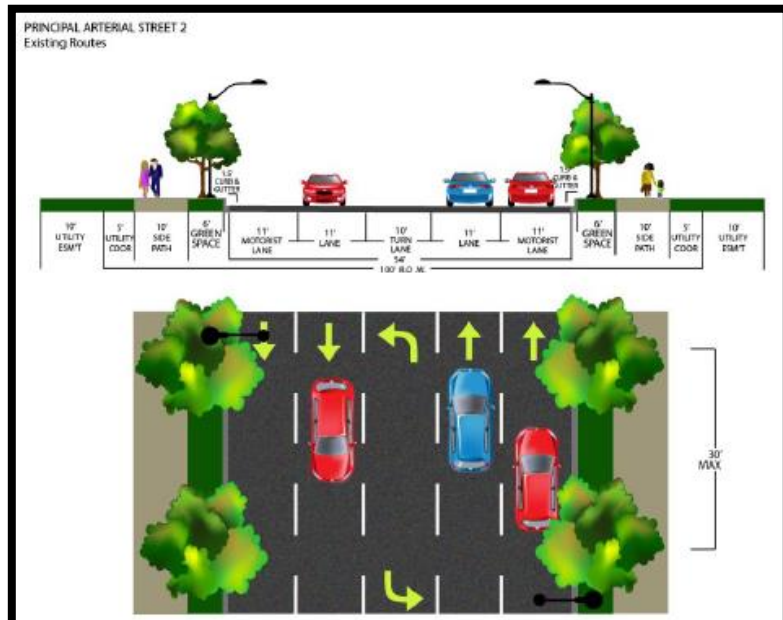 PRINCIPAL ARTERIAL STREET 2
Existing Routes
1.5'
CURB &
GUTTER
1.5'
CURB &
GUTTER
10'
UTILITY
ESM'T
5'
UTILITY
COOR
10'
SIDE
PATH
6'
GREEN
SPACE
11'
MOTORIST
LANE
11'
LANE
10'
TURN
LANE
11'
LANE
11'
MOTORIST
LANE
6'
GREEN
SPACE
10'
SIDE
PATH
5'
UTILITY
COOR
10'
UTILITY
ESM'T
54'
100' R.O.W.
30'
MAX